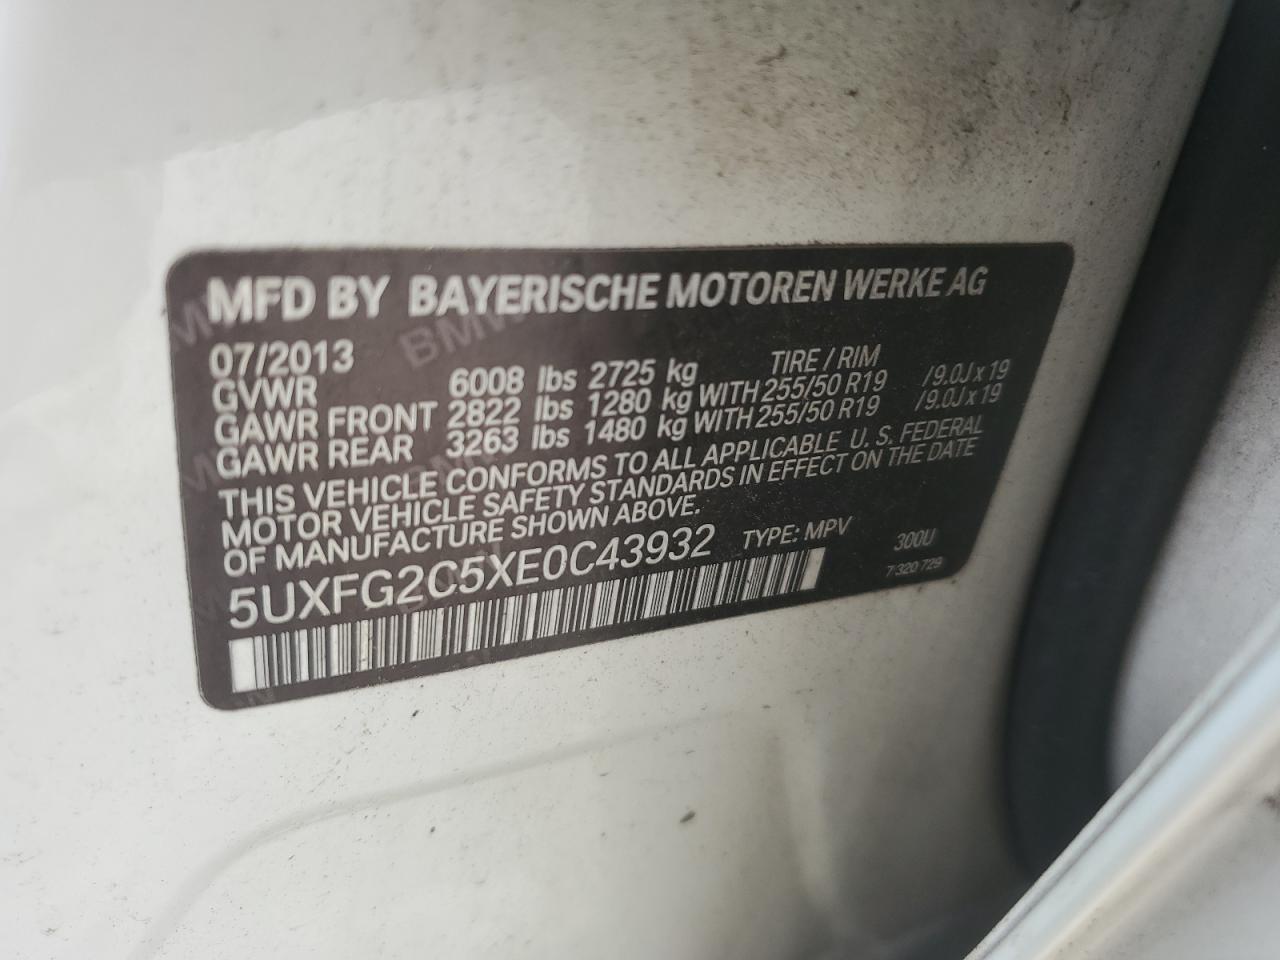 MFD BY BAYERISCHE MOTOREN WERKE AG
07/2013 TIRE / RIM
GVWR 6008 lbs 2725 kg
GAWR FRONT 2822 lbs 1280 kg WITH 255/50 R19 /9.0J x 19
GAWR REAR 3263 lbs 1480 kg WITH 255/50 R19 /9.0J x 19
THIS VEHICLE CONFORMS TO ALL APPLICABLE U. S. FEDERAL
MOTOR VEHICLE SAFETY STANDARDS IN EFFECT ON THE DATE
OF MANUFACTURE SHOWN ABOVE.
5UXFG2C5XE0C43932 TYPE: MPV 300U
7 320 729